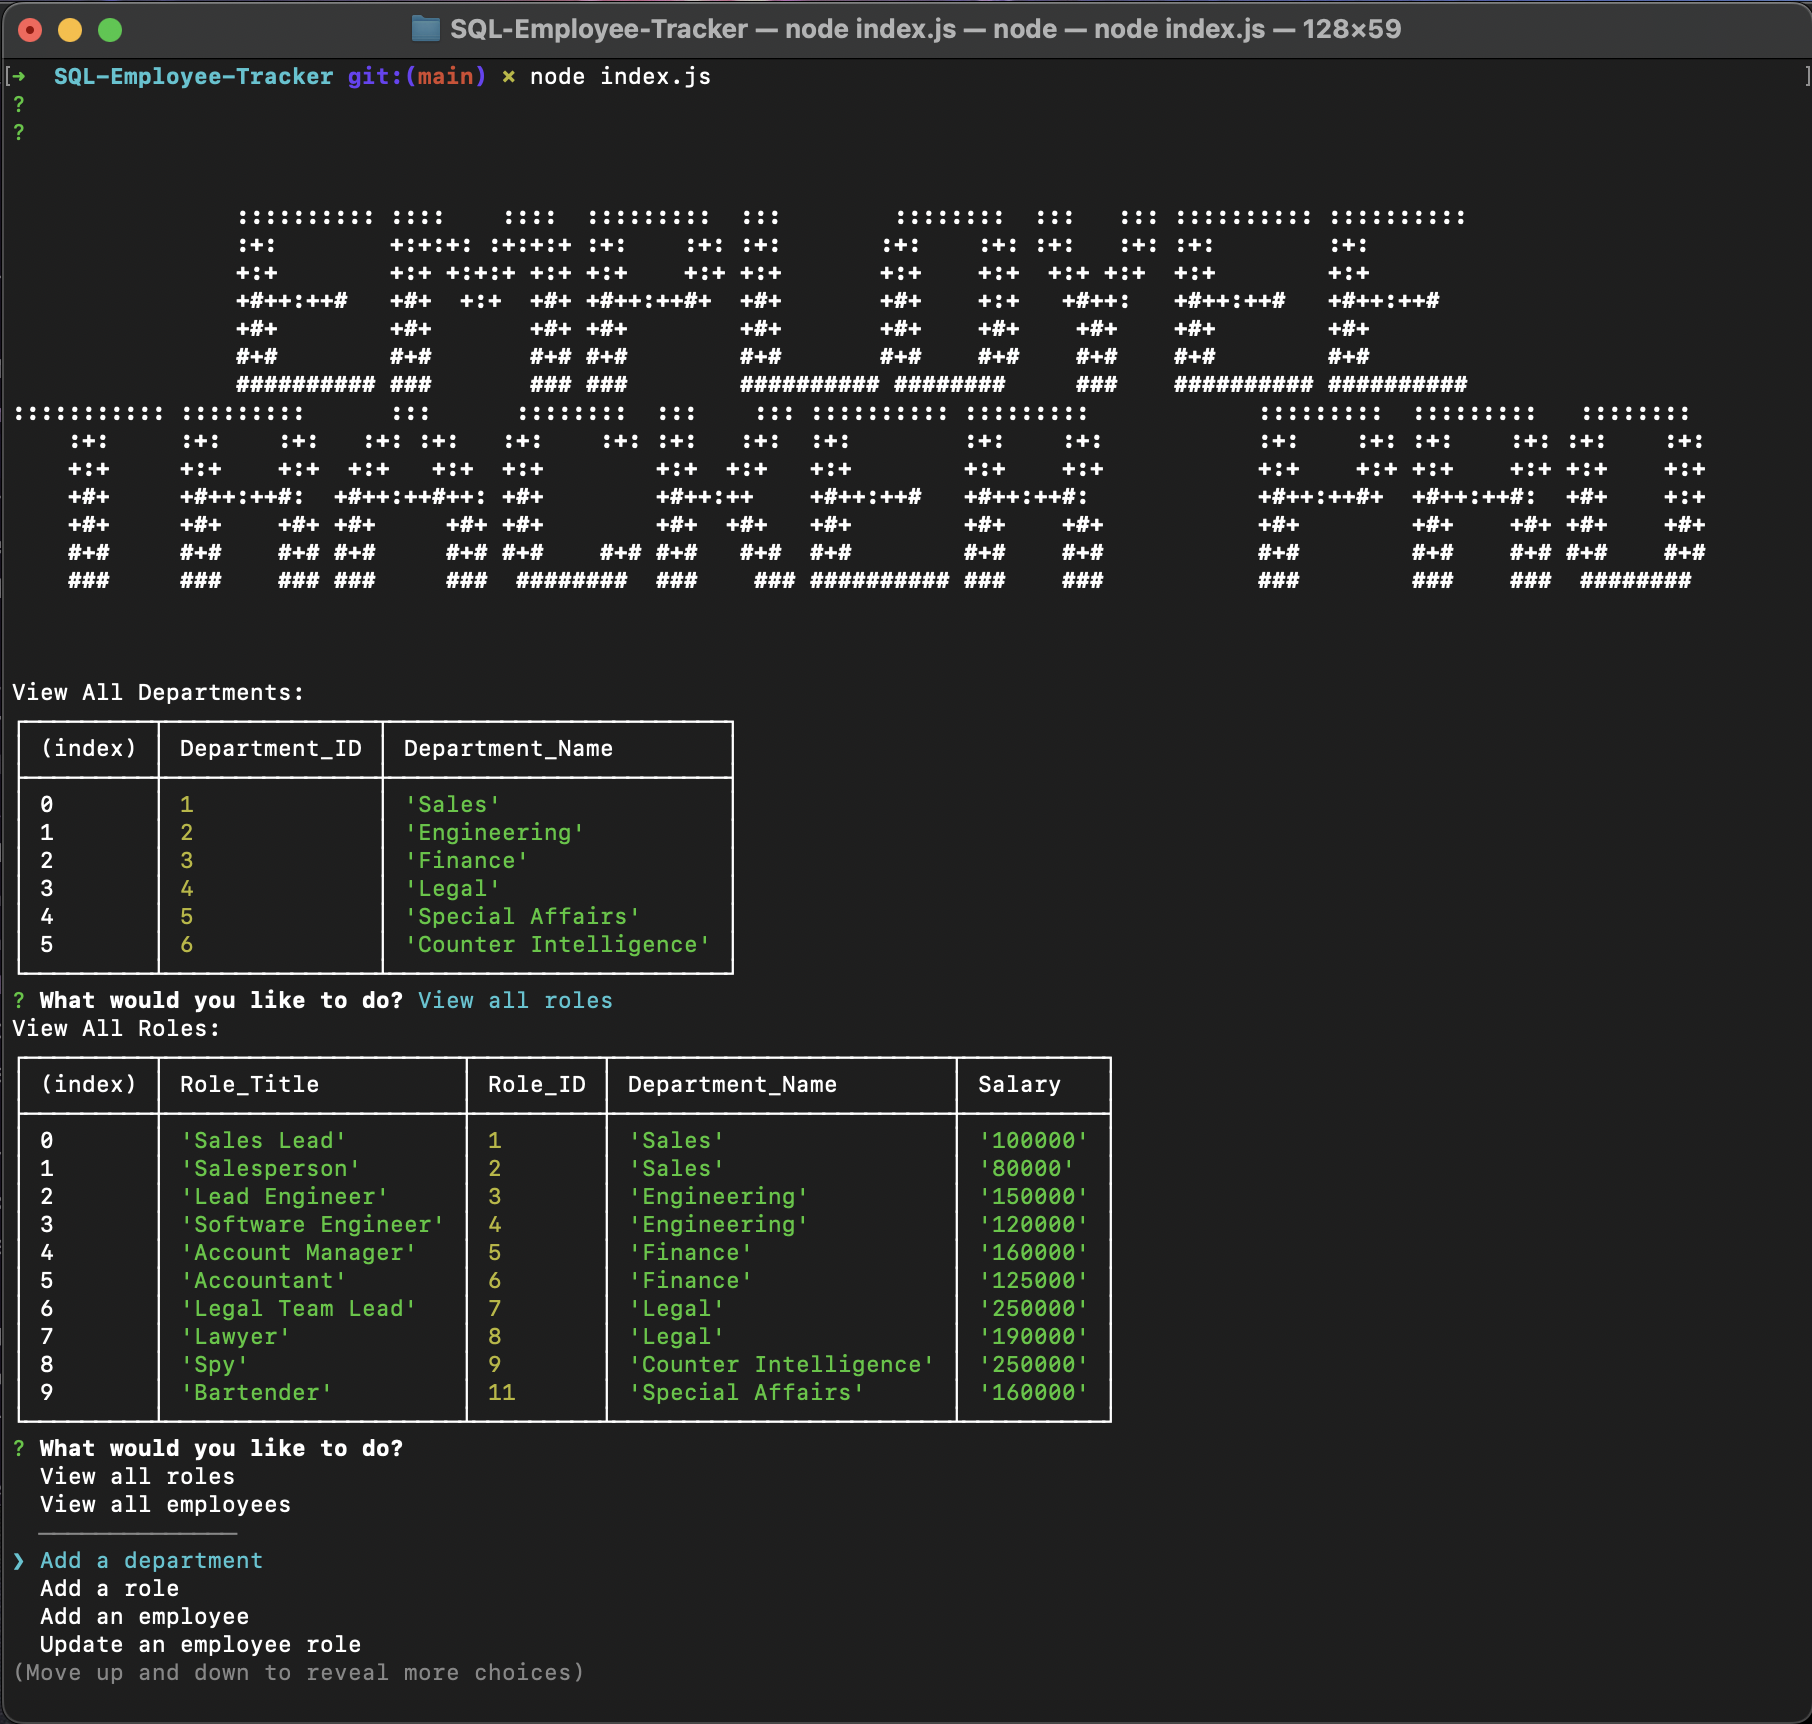 SQL-Employee-Tracker — node index.js — node — node index.js — 128×59
[➜  SQL-Employee-Tracker git:(main) × node index.js ]
?
?
EMPLOYEE
TRACKER PRO
View All Departments:
(index) Department_ID Department_Name
0 1 'Sales'
1 2 'Engineering'
2 3 'Finance'
3 4 'Legal'
4 5 'Special Affairs'
5 6 'Counter Intelligence'
? What would you like to do? View all roles
View All Roles:
(index) Role_Title Role_ID Department_Name Salary
0 'Sales Lead' 1 'Sales' '100000'
1 'Salesperson' 2 'Sales' '80000'
2 'Lead Engineer' 3 'Engineering' '150000'
3 'Software Engineer' 4 'Engineering' '120000'
4 'Account Manager' 5 'Finance' '160000'
5 'Accountant' 6 'Finance' '125000'
6 'Legal Team Lead' 7 'Legal' '250000'
7 'Lawyer' 8 'Legal' '190000'
8 'Spy' 9 'Counter Intelligence' '250000'
9 'Bartender' 11 'Special Affairs' '160000'
? What would you like to do?
View all roles
View all employees
──────────────
❯ Add a department
Add a role
Add an employee
Update an employee role
(Move up and down to reveal more choices)